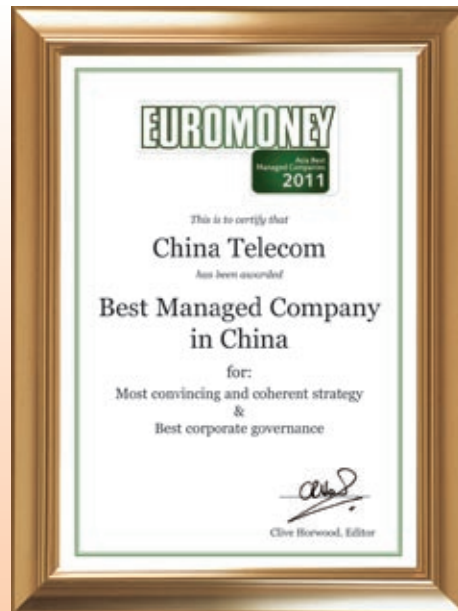 EUROMONEY
Asia Best
Managed Companies
2011
This is to certify that
China Telecom
has been awarded
Best Managed Company
in China
for:
Most convincing and coherent strategy
&
Best corporate governance
Clive Horwood, Editor